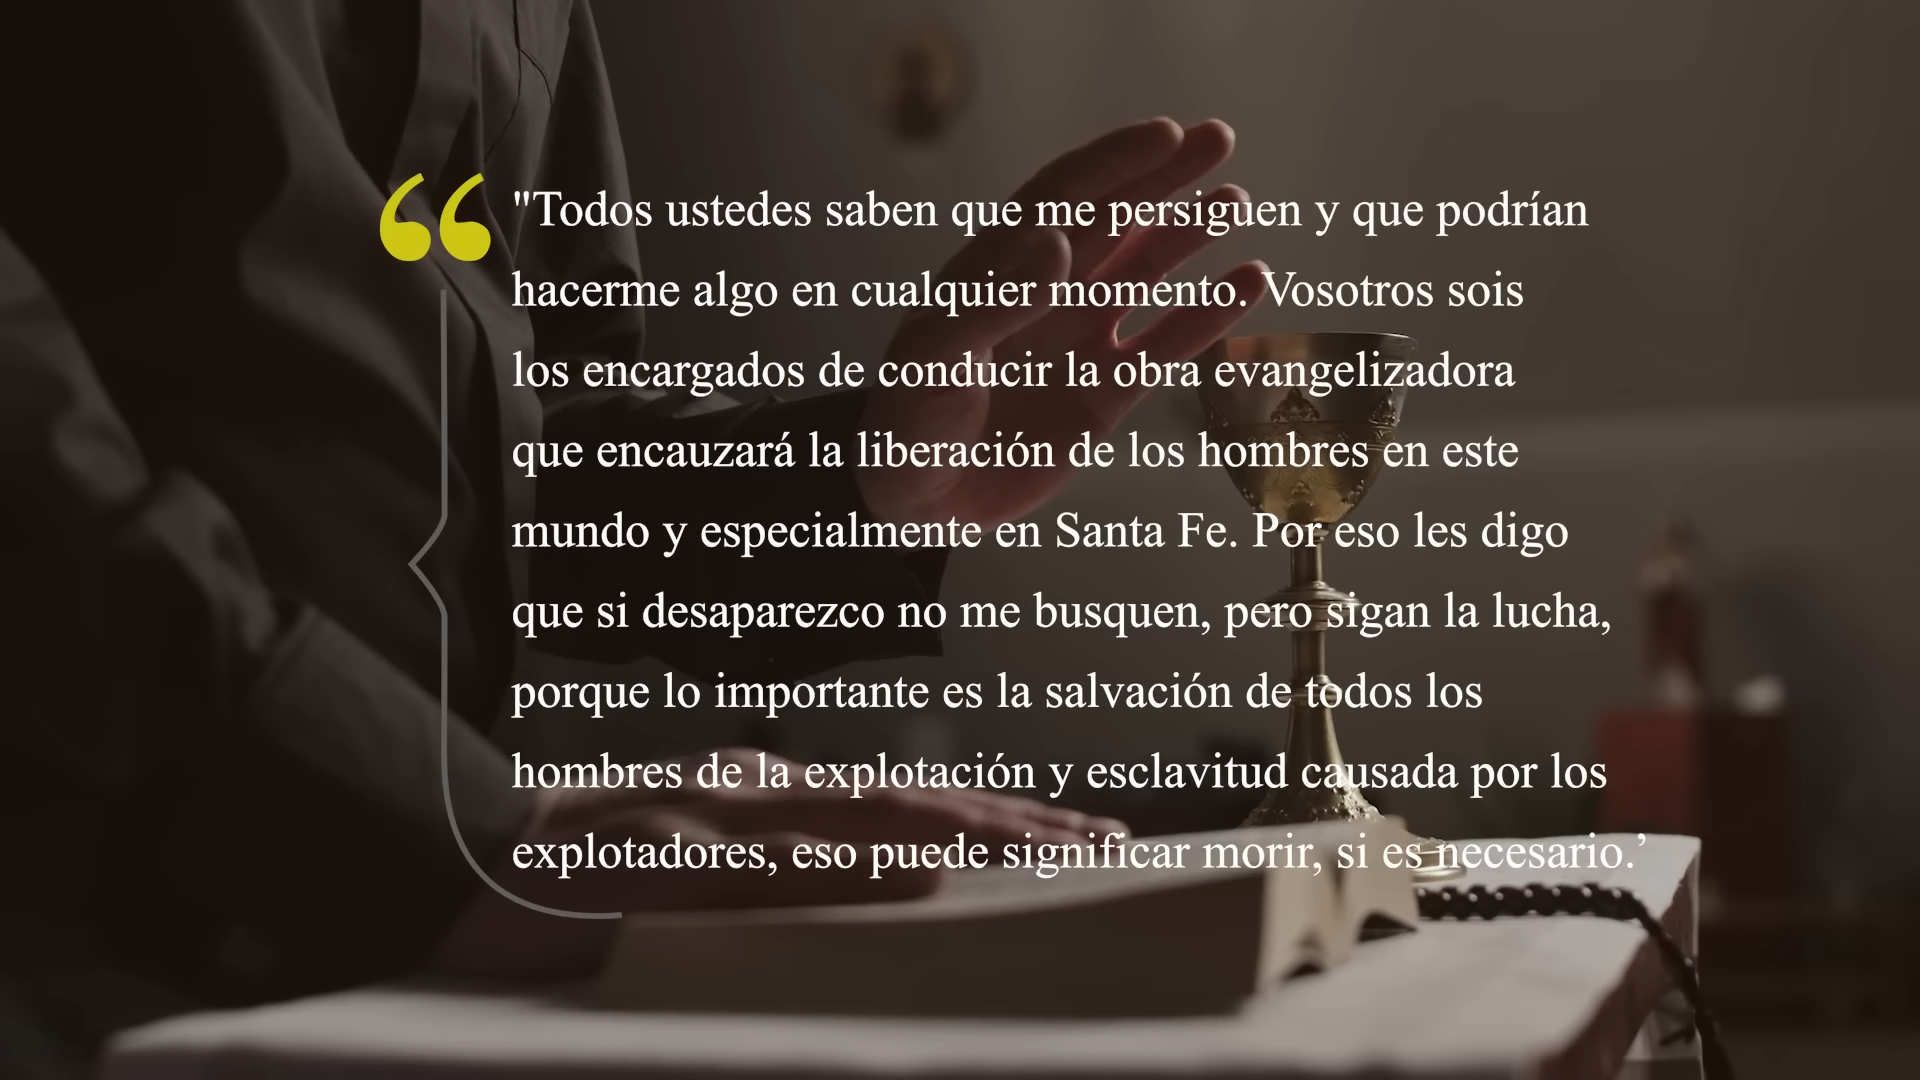 "Todos ustedes saben que me persiguen y que podrían
hacerme algo en cualquier momento. Vosotros sois
los encargados de conducir la obra evangelizadora
que encauzará la liberación de los hombres en este
mundo y especialmente en Santa Fe. Por eso les digo
que si desaparezco no me busquen, pero sigan la lucha,
porque lo importante es la salvación de todos los
hombres de la explotación y esclavitud causada por los
explotadores, eso puede significar morir, si es necesario.’